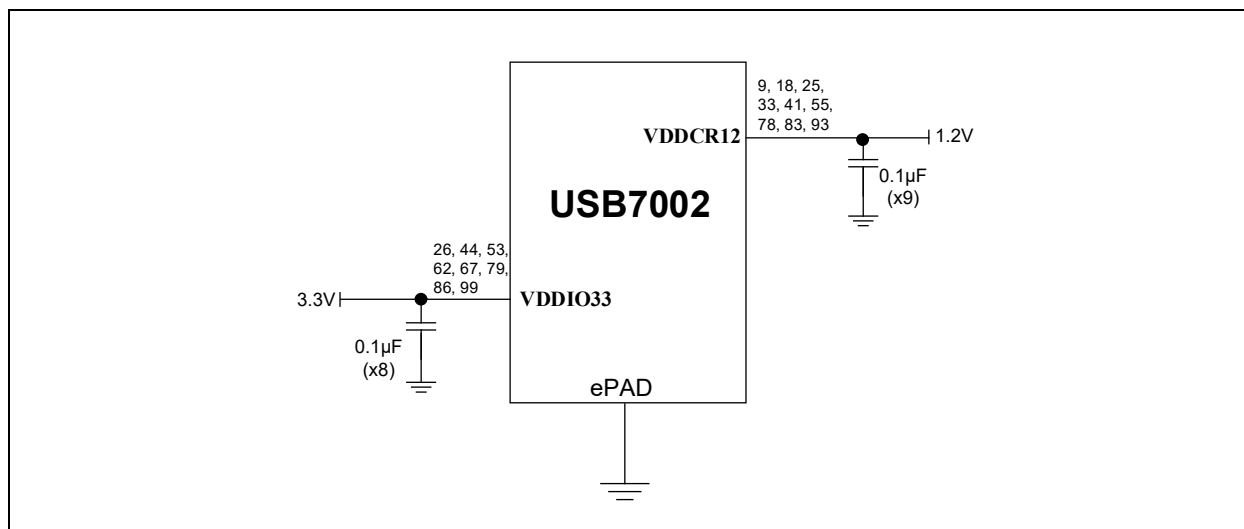 9, 18, 25,
33, 41, 55,
78, 83, 93
VDDCR12
1.2V
0.1µF
(x9)
USB7002
26, 44, 53,
62, 67, 79,
86, 99
3.3V
VDDIO33
0.1µF
(x8)
ePAD